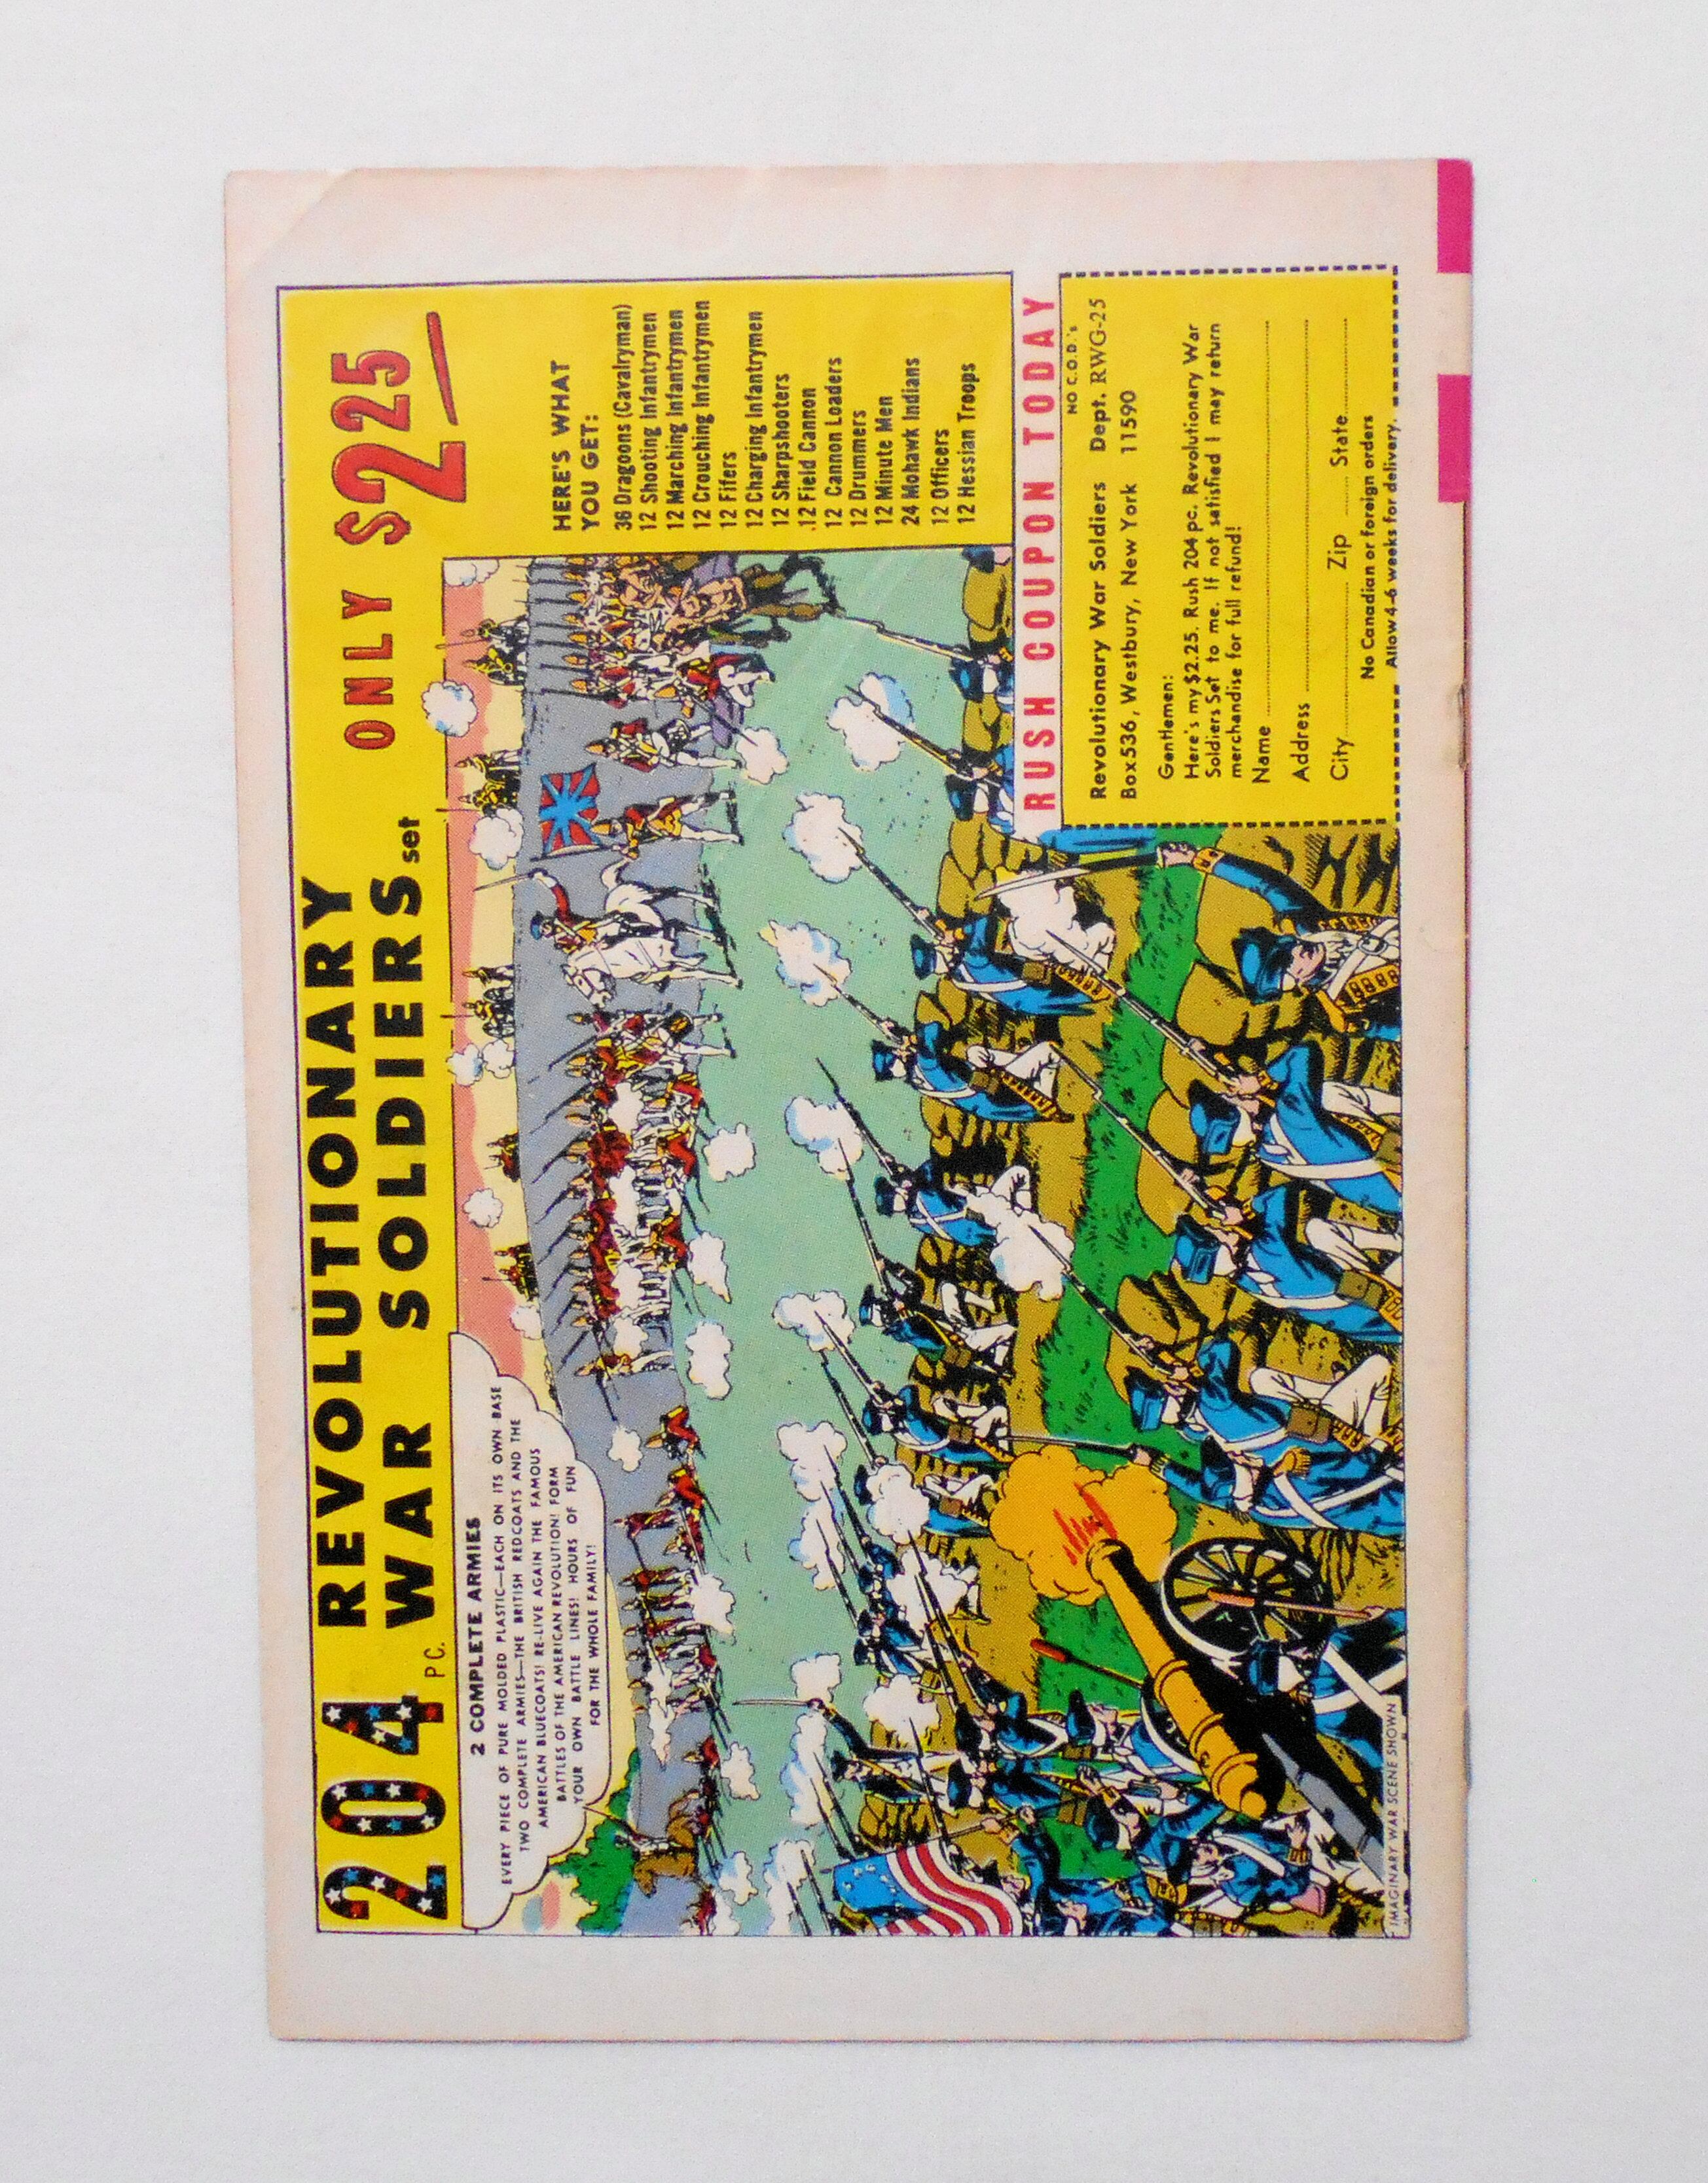 204 PC. REVOLUTIONARY
WAR SOLDIERS set
ONLY $2 25
2 COMPLETE ARMIES
EVERY PIECE OF PURE MOLDED PLASTIC—EACH ON ITS OWN BASE
TWO COMPLETE ARMIES—THE BRITISH REDCOATS AND THE
AMERICAN BLUECOATS! RE-LIVE AGAIN THE FAMOUS
BATTLES OF THE AMERICAN REVOLUTION! FORM
YOUR OWN BATTLE LINES! HOURS OF FUN
FOR THE WHOLE FAMILY!
HERE'S WHAT
YOU GET:
36 Dragoons (Cavalryman)
12 Shooting Infantrymen
12 Marching Infantrymen
12 Crouching Infantrymen
12 Fifers
12 Charging Infantrymen
12 Sharpshooters
12 Field Cannon
12 Cannon Loaders
12 Drummers
12 Minute Men
24 Mohawk Indians
12 Officers
12 Hessian Troops
RUSH COUPON TODAY
NO C.O.D.'s
Revolutionary War Soldiers Dept. RWG-25
Box 536, Westbury, New York 11590
Gentlemen:
Here's my $2.25. Rush 204 pc. Revolutionary War
Soldiers Set to me. If not satisfied I may return
merchandise for full refund!
Name
Address
City Zip State
No Canadian or foreign orders
Allow 4-6 weeks for delivery.
IMAGINARY WAR SCENE SHOWN